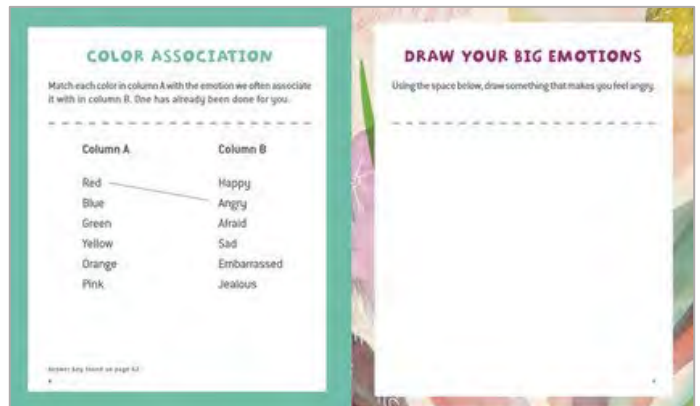 COLOR ASSOCIATION
Match each color in column A with the emotion we often associate
it with in column B. One has already been done for you.
Column A Column B
Red Happy
Blue Angry
Green Afraid
Yellow Sad
Orange Embarrassed
Pink Jealous
Answer key found on page 62
DRAW YOUR BIG EMOTIONS
Using the space below, draw something that makes you feel angry.